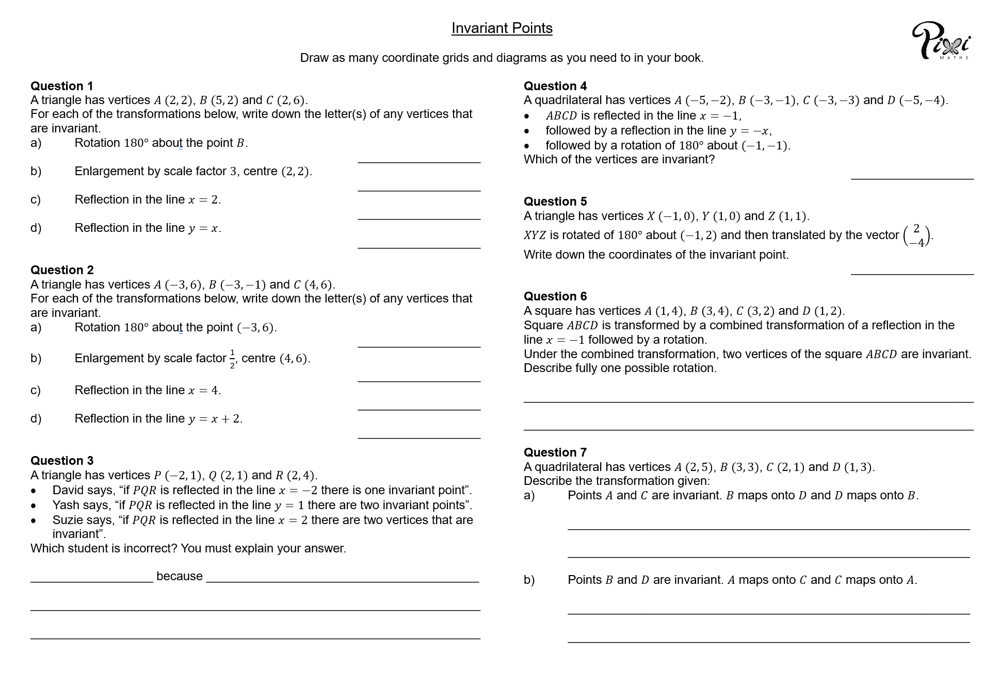 Invariant Points
Pixi
MATHS
Draw as many coordinate grids and diagrams as you need to in your book.
Question 1
A triangle has vertices A (2, 2), B (5, 2) and C (2, 6).
For each of the transformations below, write down the letter(s) of any vertices that
are invariant.
a) Rotation 180° about the point B.
b) Enlargement by scale factor 3, centre (2, 2).
c) Reflection in the line x = 2.
d) Reflection in the line y = x.
Question 2
A triangle has vertices A (−3, 6), B (−3, −1) and C (4, 6).
For each of the transformations below, write down the letter(s) of any vertices that
are invariant.
a) Rotation 180° about the point (−3, 6).
b) Enlargement by scale factor 1/2, centre (4, 6).
c) Reflection in the line x = 4.
d) Reflection in the line y = x + 2.
Question 3
A triangle has vertices P (−2, 1), Q (2, 1) and R (2, 4).
• David says, “if PQR is reflected in the line x = −2 there is one invariant point”.
• Yash says, “if PQR is reflected in the line y = 1 there are two invariant points”.
• Suzie says, “if PQR is reflected in the line x = 2 there are two vertices that are
invariant”.
Which student is incorrect? You must explain your answer.
because
Question 4
A quadrilateral has vertices A (−5, −2), B (−3, −1), C (−3, −3) and D (−5, −4).
• ABCD is reflected in the line x = −1,
• followed by a reflection in the line y = −x,
• followed by a rotation of 180° about (−1, −1).
Which of the vertices are invariant?
Question 5
A triangle has vertices X (−1, 0), Y (1, 0) and Z (1, 1).
XYZ is rotated of 180° about (−1, 2) and then translated by the vector (2 −4).
Write down the coordinates of the invariant point.
Question 6
A square has vertices A (1, 4), B (3, 4), C (3, 2) and D (1, 2).
Square ABCD is transformed by a combined transformation of a reflection in the
line x = −1 followed by a rotation.
Under the combined transformation, two vertices of the square ABCD are invariant.
Describe fully one possible rotation.
Question 7
A quadrilateral has vertices A (2, 5), B (3, 3), C (2, 1) and D (1, 3).
Describe the transformation given:
a) Points A and C are invariant. B maps onto D and D maps onto B.
b) Points B and D are invariant. A maps onto C and C maps onto A.